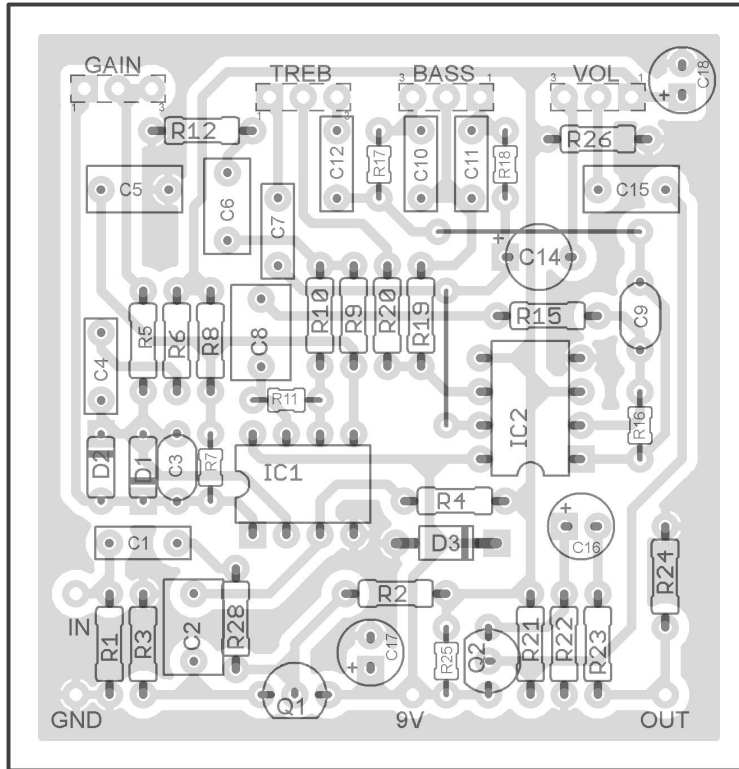 GAIN TREB BASS VOL
1 3 1 3 3 1 3 1
C18
+
R12 C12 R17 C10 C11 R18 R26
C5 C6 C7 C15
+ C14
R5 R6 R8 C8 R10 R9 R20 R19 R15 C9
C4
R11 IC2 R16
D2 D1 C3 R7 IC1
R4
+
C1 D3 C16
R24
IN R1 R3 C2 R28 R2
C17 R25 Q2 R21 R22 R23
+
Q1
GND 9V OUT